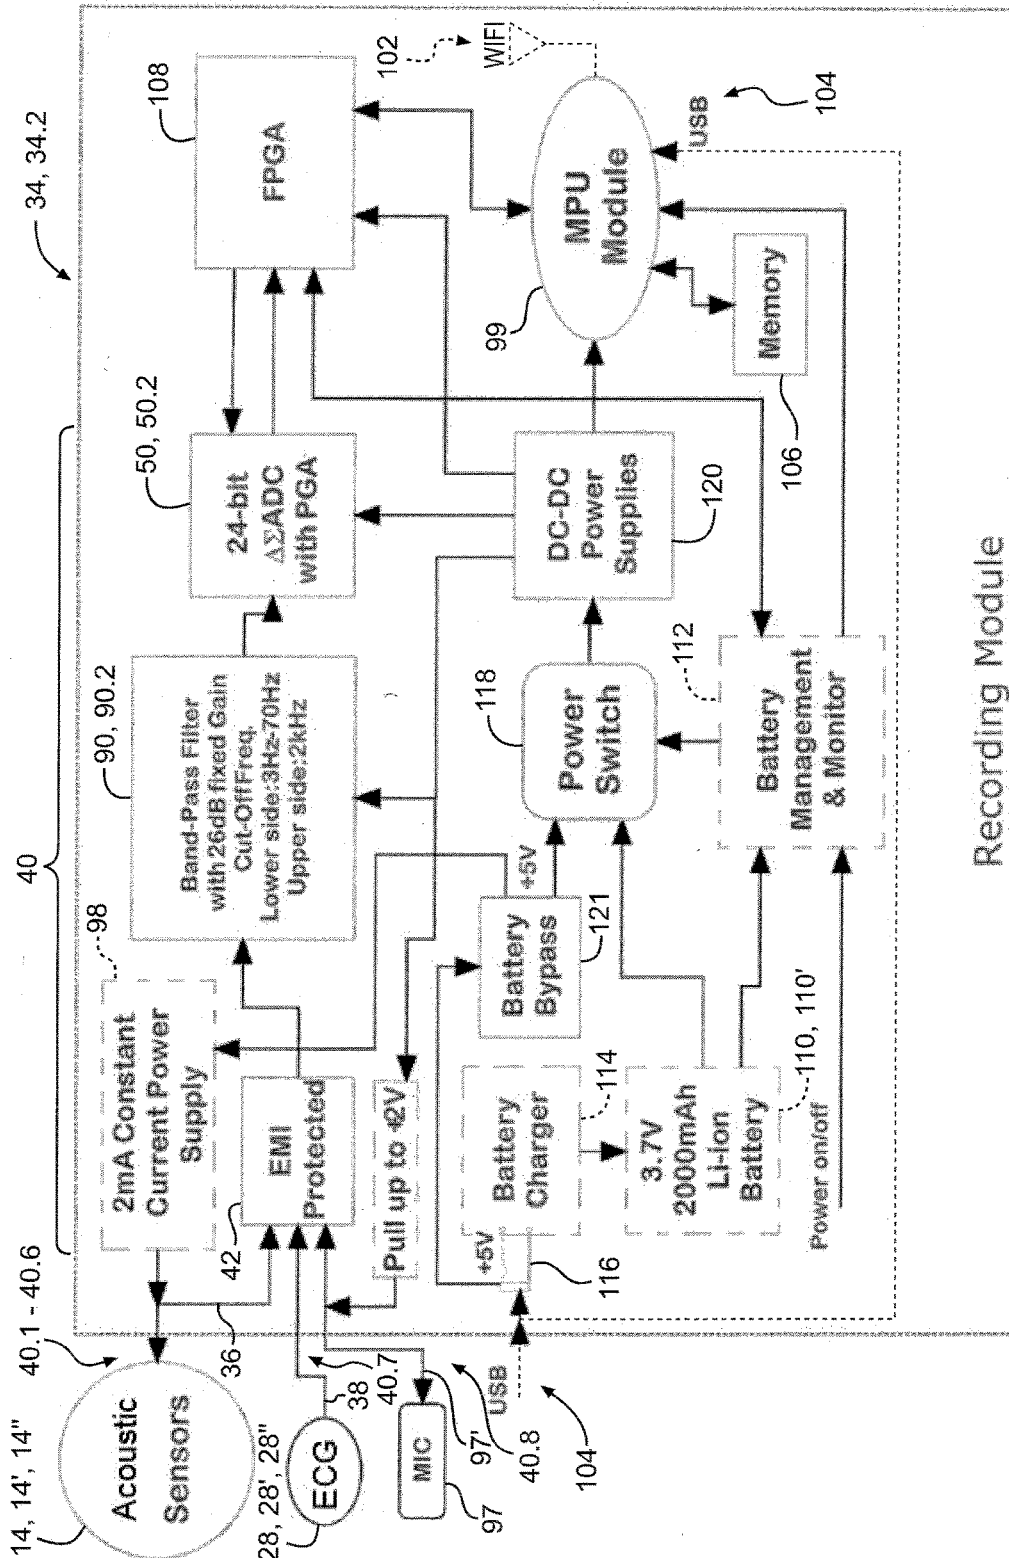 34, 34.2
40
14, 14', 14"
Acoustic
Sensors
40.1 - 40.6
36
98
2mA Constant
Current Power
Supply
90, 90.2
Band-Pass Filter
with 26dB fixed Gain
Cut-Off Freq.
Lower side:3Hz-70Hz
Upper side:2kHz
50, 50.2
24-bit
ΔΣADC
with PGA
108
FPGA
28, 28', 28"
ECG
38
40.7
42
EMI
Protected
Pull up to +2V
MIC
97
97'
40.8
102
WIFI
99
MPU
Module
USB
104
DC-DC
Power
Supplies
120
118
Power
Switch
+5V
Battery
Bypass
121
Memory
106
USB
104
+5V
116
Battery
Charger
114
3.7V
2000mAh
Li-Ion
Battery
110, 110'
112
Battery
Management
& Monitor
Power on/off
Recording Module